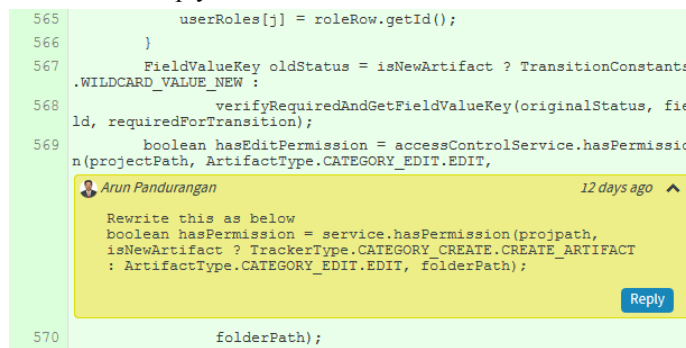 565 userRoles[j] = roleRow.getId();
566 }
567 FieldValueKey oldStatus = isNewArtifact ? TransitionConstants
.WILDCARD_VALUE_NEW :
568 verifyRequiredAndGetFieldValueKey(originalStatus, fie
ld, requiredForTransition);
569 boolean hasEditPermission = accessControlService.hasPermissio
n(projectPath, ArtifactType.CATEGORY_EDIT.EDIT,
Arun Pandurangan 12 days ago
Rewrite this as below
boolean hasPermission = service.hasPermission(projpath,
isNewArtifact ? TrackerType.CATEGORY_CREATE.CREATE_ARTIFACT
: ArtifactType.CATEGORY_EDIT.EDIT, folderPath);
Reply
570 folderPath);